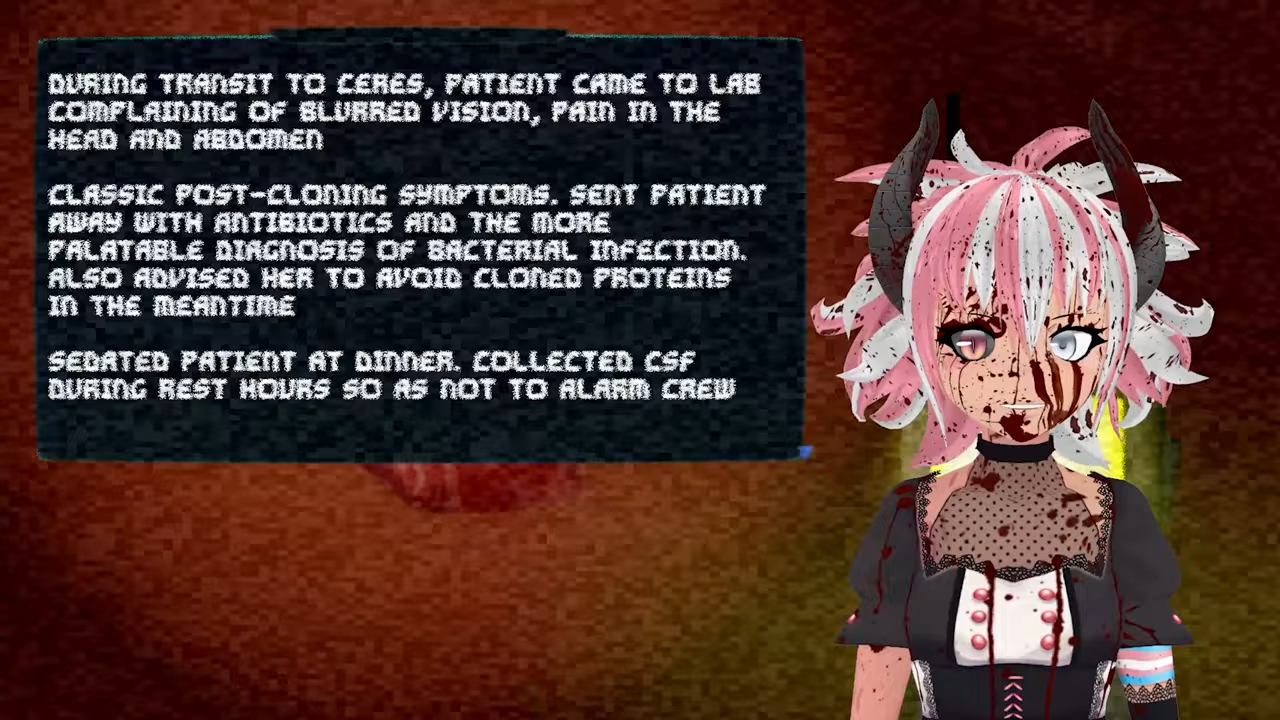 DURING TRANSIT TO CERES, PATIENT CAME TO LAB
COMPLAINING OF BLURRED VISION, PAIN IN THE
HEAD AND ABDOMEN
CLASSIC POST-CLONING SYMPTOMS. SENT PATIENT
AWAY WITH ANTIBIOTICS AND THE MORE
PALATABLE DIAGNOSIS OF BACTERIAL INFECTION.
ALSO ADVISED HER TO AVOID CLONED PROTEINS
IN THE MEANTIME
SEDATED PATIENT AT DINNER. COLLECTED CSF
DURING REST HOURS SO AS NOT TO ALARM CREW